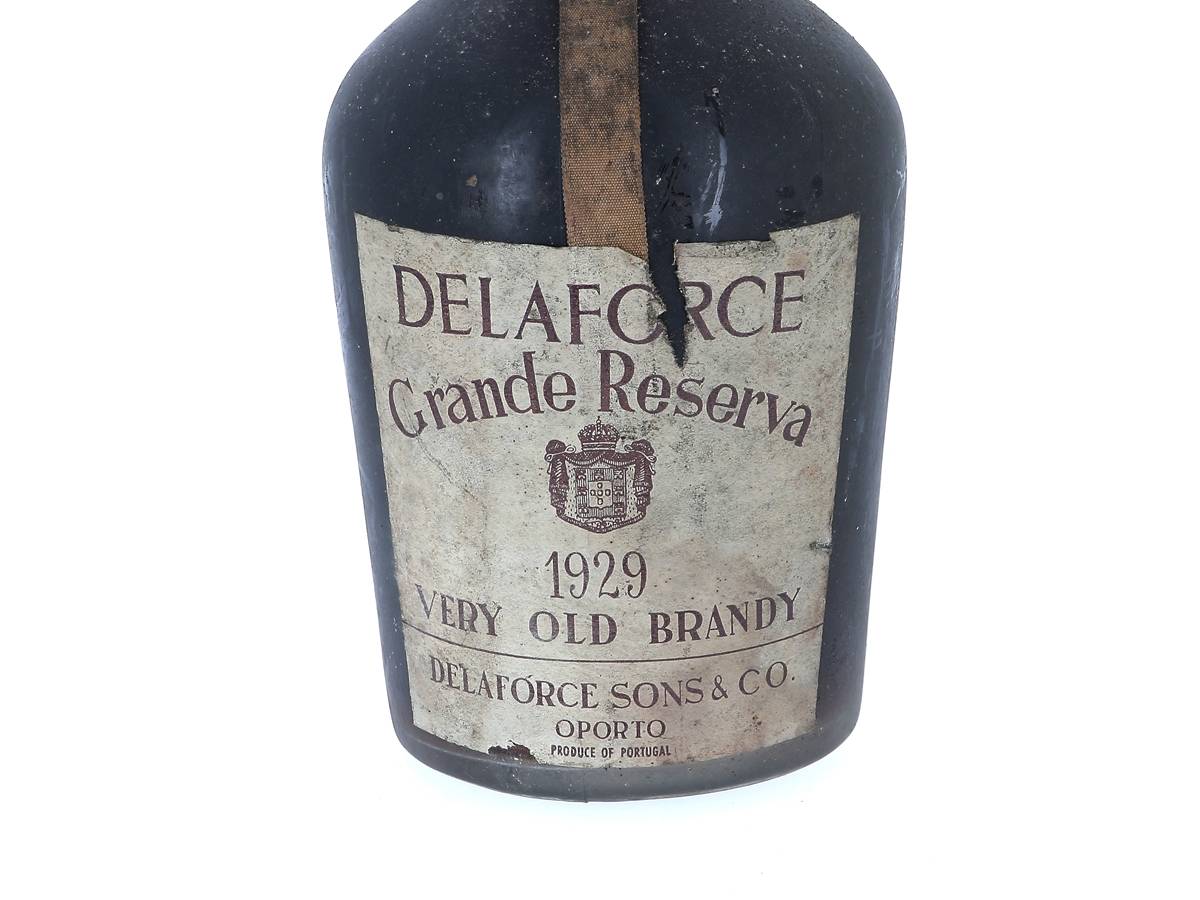 DELAFORCE
Grande Reserva
1929
VERY OLD BRANDY
DELAFORCE SONS & CO.
OPORTO
PRODUCE OF PORTUGAL